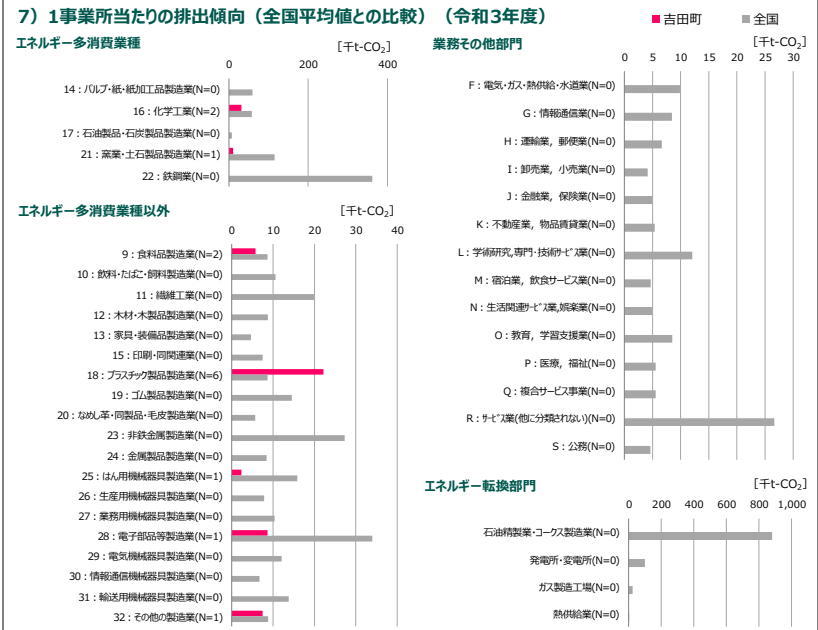 7）1事業所当たりの排出傾向（全国平均値との比較）（令和3年度）
■吉田町 ■全国
エネルギー多消費業種
[千t-CO₂]
0 200 400
14：パルプ・紙・紙加工品製造業(N=0)
16：化学工業(N=2)
17：石油製品・石炭製品製造業(N=0)
21：窯業・土石製品製造業(N=1)
22：鉄鋼業(N=0)
エネルギー多消費業種以外
[千t-CO₂]
0 10 20 30 40
9：食料品製造業(N=2)
10：飲料・たばこ・飼料製造業(N=0)
11：繊維工業(N=0)
12：木材・木製品製造業(N=0)
13：家具・装備品製造業(N=0)
15：印刷・同関連業(N=0)
18：プラスチック製品製造業(N=6)
19：ゴム製品製造業(N=0)
20：なめし革・同製品・毛皮製造業(N=0)
23：非鉄金属製造業(N=0)
24：金属製品製造業(N=0)
25：はん用機械器具製造業(N=1)
26：生産用機械器具製造業(N=0)
27：業務用機械器具製造業(N=0)
28：電子部品等製造業(N=1)
29：電気機械器具製造業(N=0)
30：情報通信機械器具製造業(N=0)
31：輸送用機械器具製造業(N=0)
32：その他の製造業(N=1)
業務その他部門
[千t-CO₂]
0 5 10 15 20 25 30
F：電気・ガス・熱供給・水道業(N=0)
G：情報通信業(N=0)
H：運輸業，郵便業(N=0)
I：卸売業，小売業(N=0)
J：金融業，保険業(N=0)
K：不動産業，物品賃貸業(N=0)
L：学術研究,専門・技術サービス業(N=0)
M：宿泊業，飲食サービス業(N=0)
N：生活関連サービス業,娯楽業(N=0)
O：教育，学習支援業(N=0)
P：医療，福祉(N=0)
Q：複合サービス事業(N=0)
R：サービス業(他に分類されない)(N=0)
S：公務(N=0)
エネルギー転換部門
[千t-CO₂]
0 200 400 600 800 1,000
石油精製業・コークス製造業(N=0)
発電所・変電所(N=0)
ガス製造工場(N=0)
熱供給業(N=0)